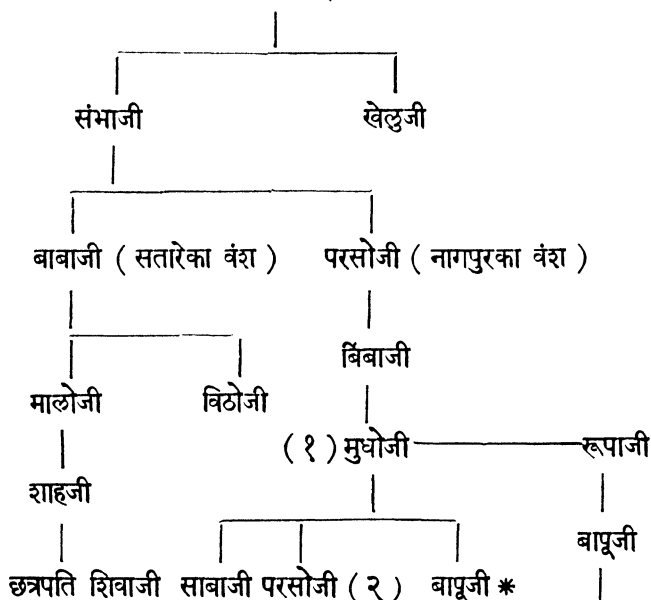 संभाजी खेलुजी
बाबाजी ( सतारेका वंश ) परसोजी ( नागपुरका वंश )
बिंबाजी
मालोजी विठोजी
( १ ) मुधोजी रूपाजी
शाहजी
बापूजी
छत्रपति शिवाजी साबाजी परसोजी ( २ ) बापूजी *